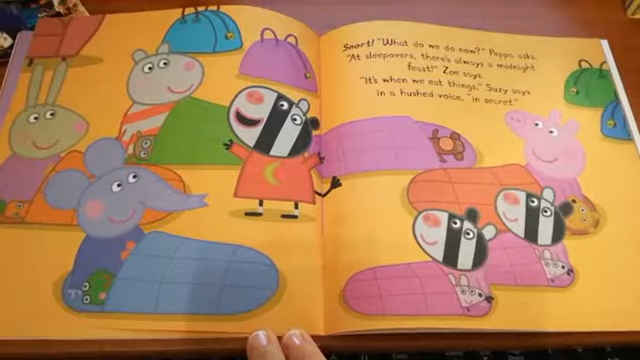 Snort! "What do we do now?" Peppa asks.
"At sleepovers, there's always a midnight
feast!" Zoe says.
"It's when we eat things," Suzy says
in a hushed voice, "in secret."